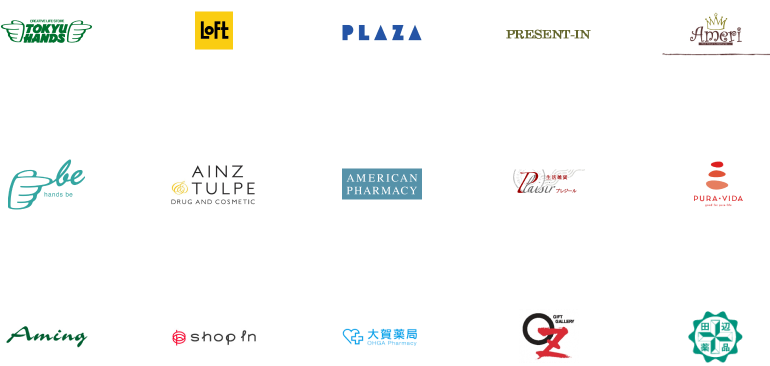 CREATIVE LIFE STORE
TOKYU
HANDS
LOFT
PLAZA
PRESENT-IN
Ameri
be
hands be
AINZ
TULPE
DRUG AND COSMETIC
AMERICAN
PHARMACY
生活雑貨
Plaisir プレジール
PURA・VIDA
Aming
shop in
大賀薬局
OHGA Pharmacy
GIFT
GALLERY
OZ
田辺
薬品